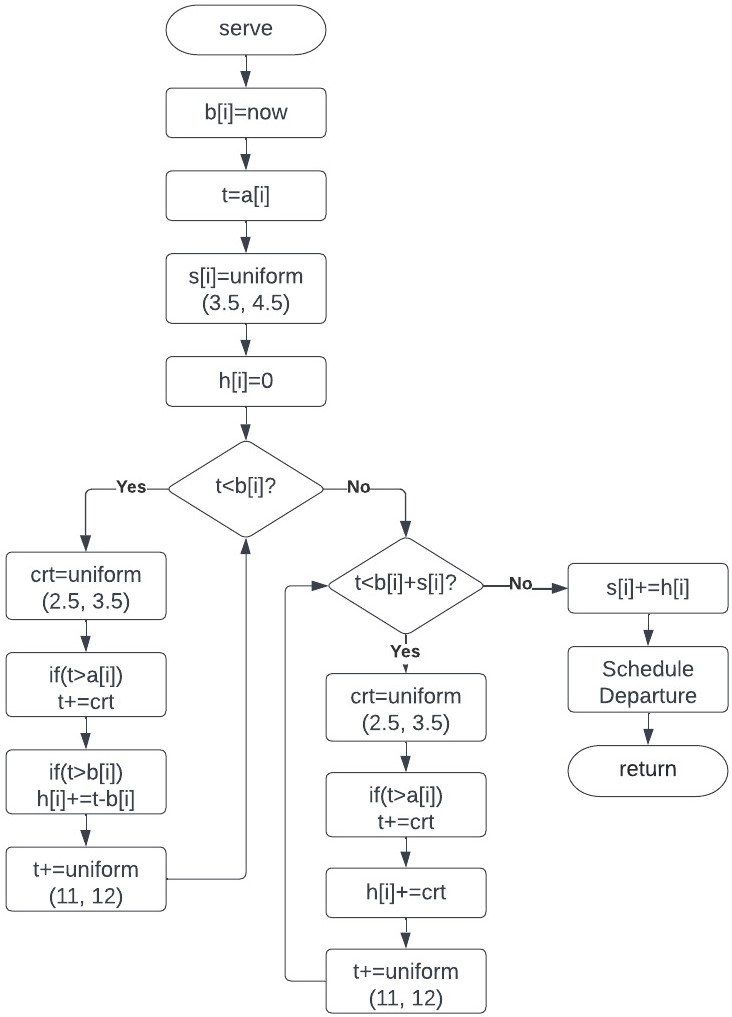 serve
b[i]=now
t=a[i]
s[i]=uniform
(3.5, 4.5)
h[i]=0
t<b[i]?
Yes
No
crt=uniform
(2.5, 3.5)
if(t>a[i])
t+=crt
if(t>b[i])
h[i]+=t-b[i]
t+=uniform
(11, 12)
t<b[i]+s[i]?
Yes
No
crt=uniform
(2.5, 3.5)
if(t>a[i])
t+=crt
h[i]+=crt
t+=uniform
(11, 12)
s[i]+=h[i]
Schedule
Departure
return